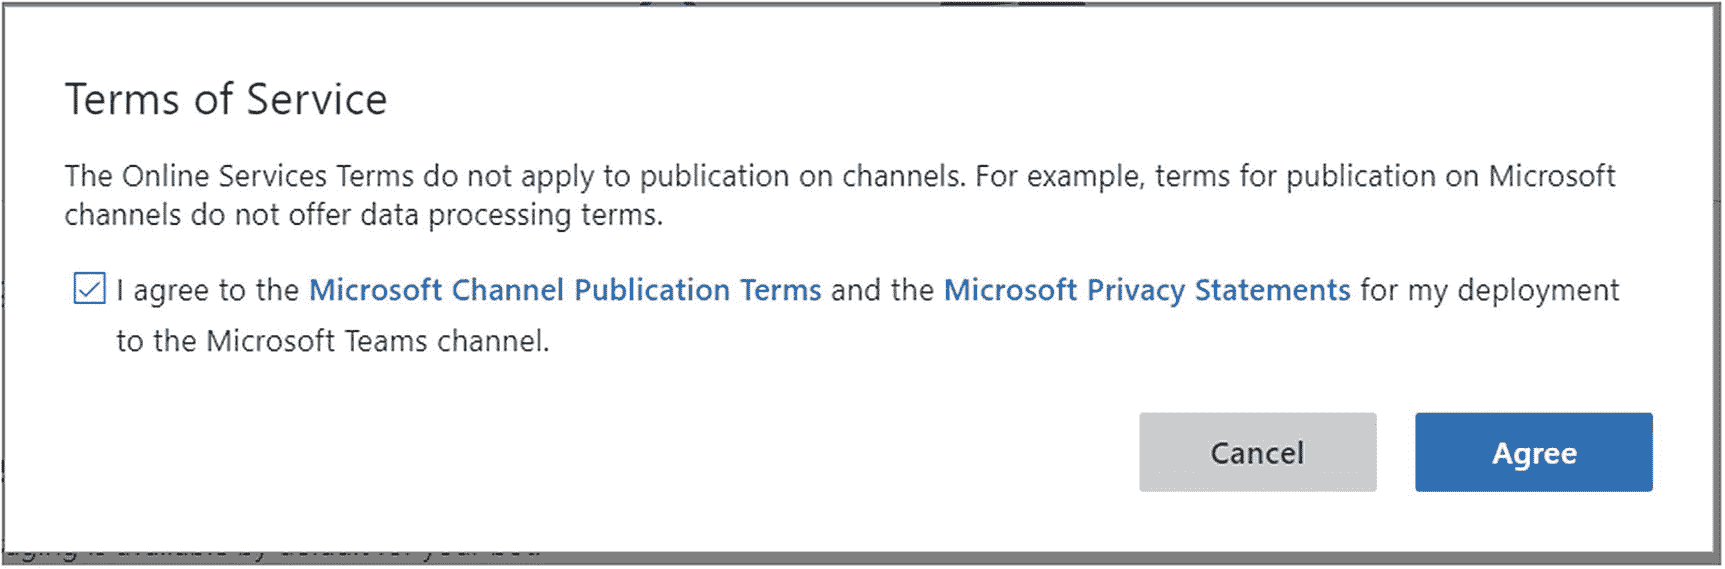 Terms of Service
The Online Services Terms do not apply to publication on channels. For example, terms for publication on Microsoft
channels do not offer data processing terms.
I agree to the Microsoft Channel Publication Terms and the Microsoft Privacy Statements for my deployment
to the Microsoft Teams channel.
Cancel Agree